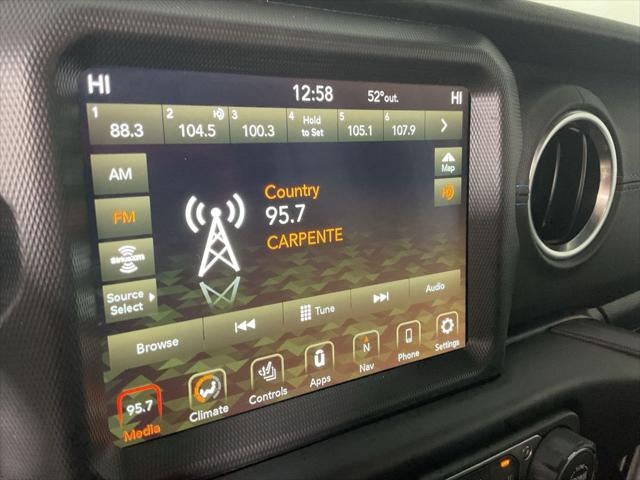 HI 12:58 52°out. HI
1 88.3 2 104.5 3 100.3 4 Hold to Set 5 105.1 6 107.9
AM
Map
FM
Country
95.7
CARPENTE
SiriusXM
Source Select
Browse Tune Audio
95.7
Media Climate Controls Apps N Nav Phone Settings